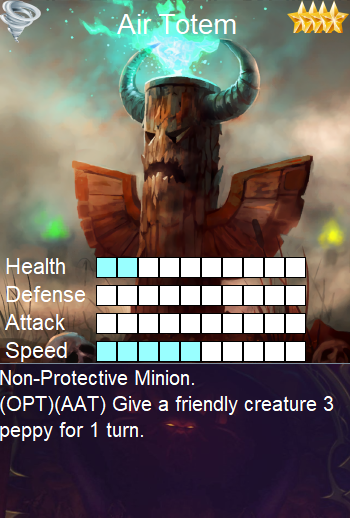 Air Totem
Health
Defense
Attack
Speed
Non-Protective Minion.
(OPT)(AAT) Give a friendly creature 3
peppy for 1 turn.